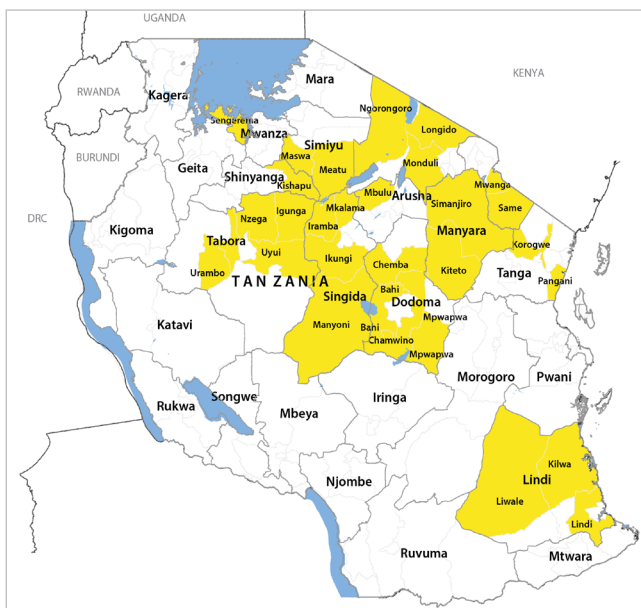 UGANDA
KENYA
Mara
RWANDA
Kagera
Ngorongoro
Sengerema
Longido
Mwanza
Simiyu
BURUNDI
Maswa
Monduli
Geita
Meatu
Shinyanga
Kishapu
Mwanga
Mbulu
Arusha
DRC
Mkalama
Simanjiro
Same
Nzega
Igunga
Kigoma
Iramba
Manyara
Tabora
Korogwe
Uyui
Ikungi
Chemba
Kiteto
Urambo
Tanga
Pangani
TANZANIA
Bahi
Singida
Dodoma
Katavi
Manyoni
Mpwapwa
Bani
Chamwino
Mpwapwa
Morogoro
Pwani
Songwe
Iringa
Rukwa
Mbeya
Kilwa
Njombe
Lindi
Liwale
Lindi
Ruvuma
Mtwara